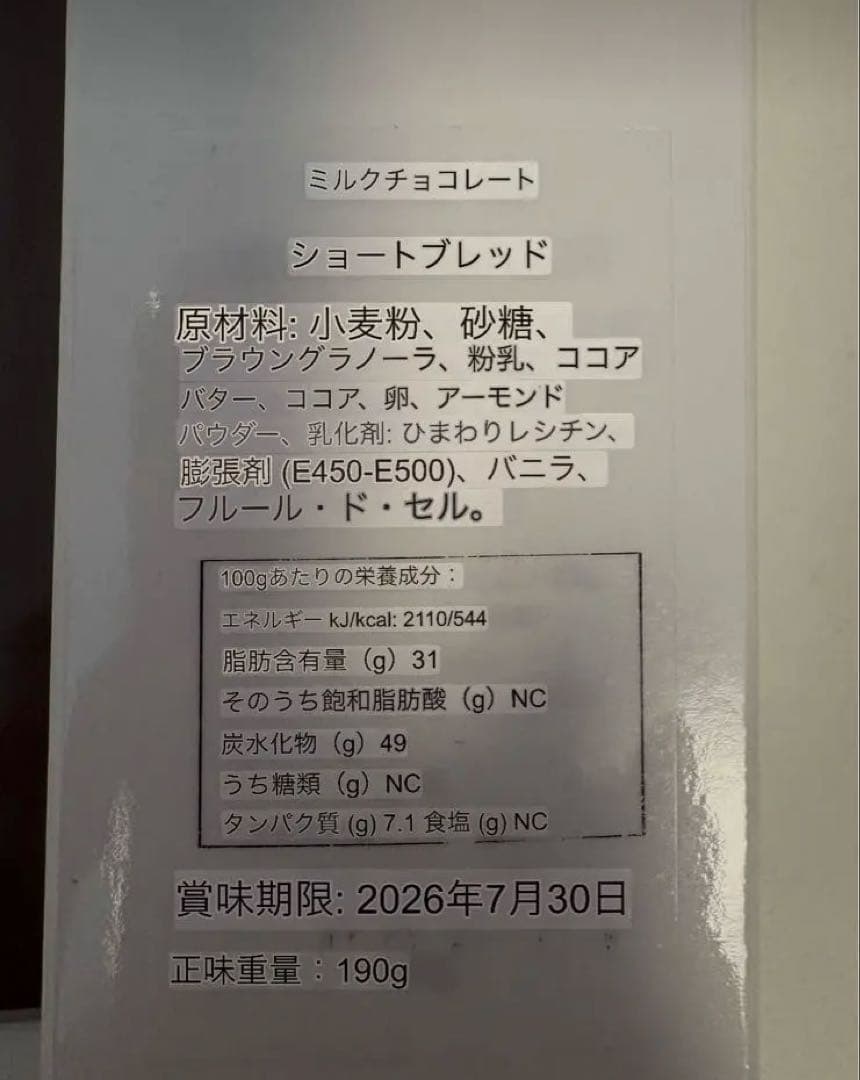 ミルクチョコレート
ショートブレッド
原材料: 小麦粉、砂糖、
ブラウングラノーラ、粉乳、ココア
バター、ココア、卵、アーモンド
パウダー、乳化剤: ひまわりレシチン、
膨張剤 (E450-E500)、バニラ、
フルール・ド・セル。
100gあたりの栄養成分：
エネルギー kJ/kcal: 2110/544
脂肪含有量（g）31
そのうち飽和脂肪酸（g）NC
炭水化物（g）49
うち糖類（g）NC
タンパク質 (g) 7.1 食塩 (g) NC
賞味期限: 2026年7月30日
正味重量：190g